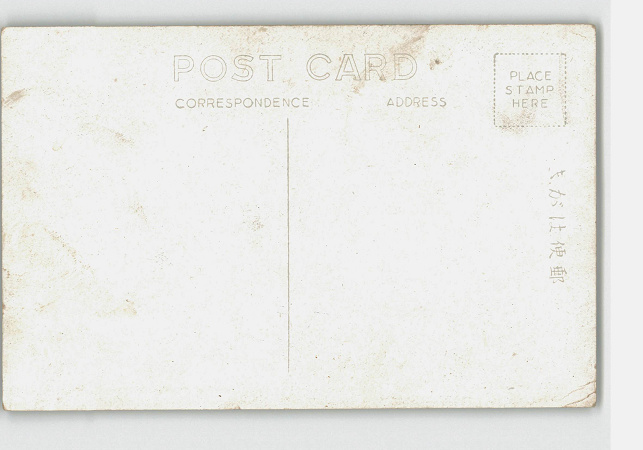 POST CARD
CORRESPONDENCE ADDRESS
PLACE
STAMP
HERE
きがは便郵